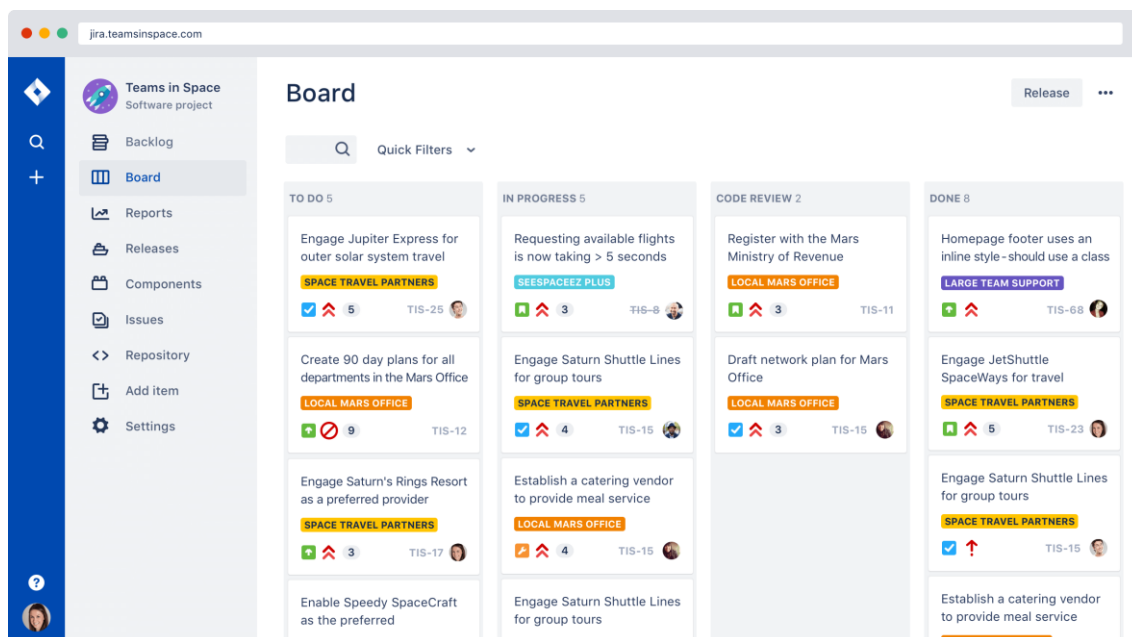 jira.teamsinspace.com
Teams in Space
Software project
Backlog
Board
Reports
Releases
Components
Issues
Repository
Add item
Settings
Board
Release
Quick Filters
TO DO 5
Engage Jupiter Express for
outer solar system travel
SPACE TRAVEL PARTNERS
5
TIS-25
Create 90 day plans for all
departments in the Mars Office
LOCAL MARS OFFICE
9
TIS-12
Engage Saturn's Rings Resort
as a preferred provider
SPACE TRAVEL PARTNERS
3
TIS-17
Enable Speedy SpaceCraft
as the preferred
IN PROGRESS 5
Requesting available flights
is now taking > 5 seconds
SEESPACEEZ PLUS
3
TIS-8
Engage Saturn Shuttle Lines
for group tours
SPACE TRAVEL PARTNERS
4
TIS-15
Establish a catering vendor
to provide meal service
LOCAL MARS OFFICE
4
TIS-15
Engage Saturn Shuttle Lines
for group tours
CODE REVIEW 2
Register with the Mars
Ministry of Revenue
LOCAL MARS OFFICE
3
TIS-11
Draft network plan for Mars
Office
LOCAL MARS OFFICE
3
TIS-15
DONE 8
Homepage footer uses an
inline style - should use a class
LARGE TEAM SUPPORT
TIS-68
Engage JetShuttle
SpaceWays for travel
SPACE TRAVEL PARTNERS
5
TIS-23
Engage Saturn Shuttle Lines
for group tours
SPACE TRAVEL PARTNERS
TIS-15
Establish a catering vendor
to provide meal service
?